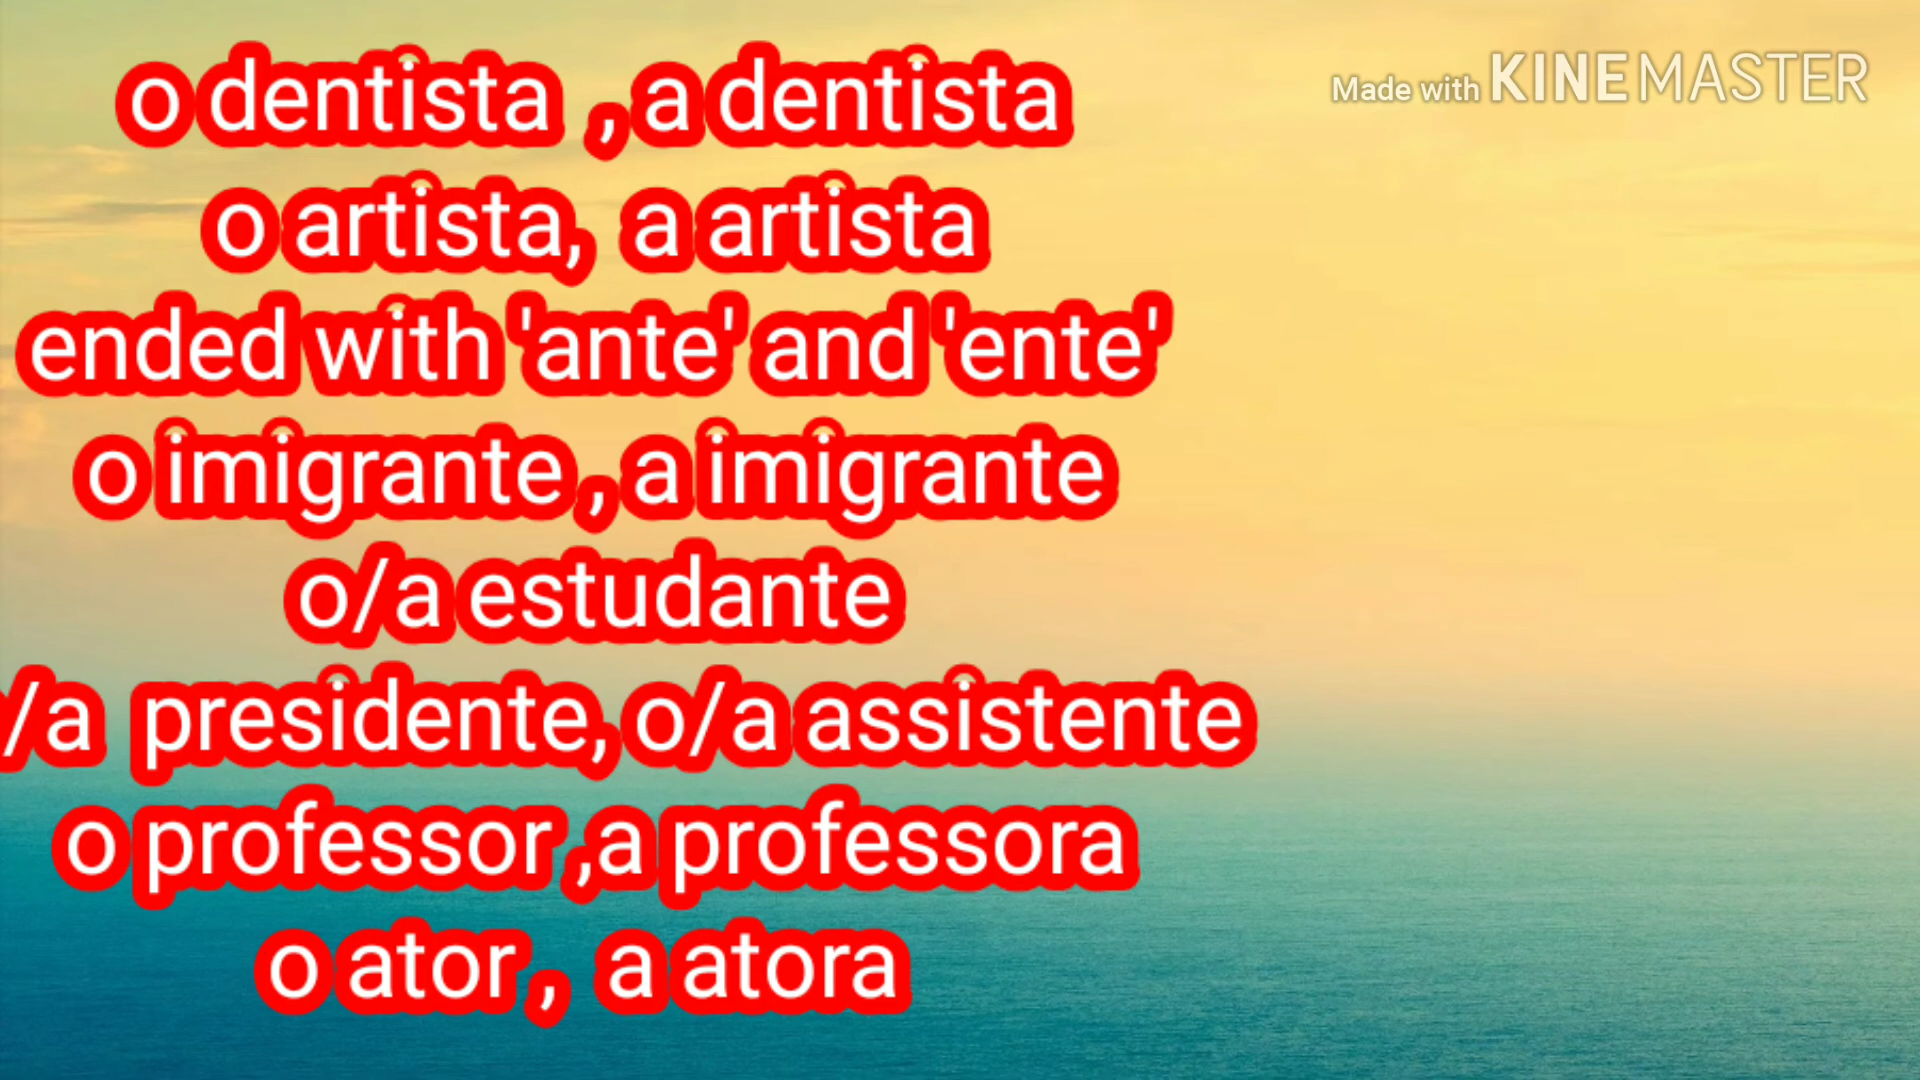 o dentista , a dentista
Made with KINEMASTER
o artista, a artista
ended with 'ante' and 'ente'
o imigrante , a imigrante
o/a estudante
/a presidente, o/a assistente
o professor ,a professora
o ator , a atora